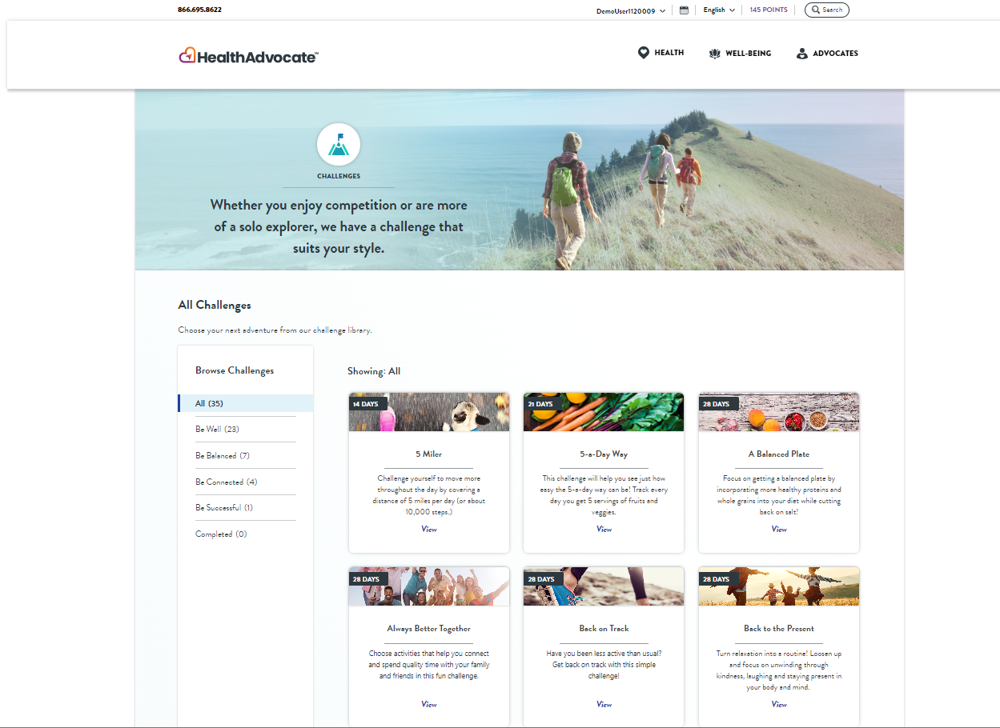 866.695.8622
DemoUser1120009
English
145 POINTS
Search
HealthAdvocate™
HEALTH
WELL-BEING
ADVOCATES
CHALLENGES
Whether you enjoy competition or are more
of a solo explorer, we have a challenge that
suits your style.
All Challenges
Choose your next adventure from our challenge library.
Browse Challenges
All (35)
Be Well (23)
Be Balanced (7)
Be Connected (4)
Be Successful (1)
Completed (0)
Showing: All
14 DAYS
5 Miler
Challenge yourself to move more
throughout the day by covering a
distance of 5 miles per day (or about
10,000 steps.)
View
21 DAYS
5-a-Day Way
This challenge will help you see just how
easy the 5-a-day way can be! Track every
day you get 5 servings of fruits and
veggies.
View
28 DAYS
A Balanced Plate
Focus on getting a balanced plate by
incorporating more healthy proteins and
whole grains into your diet while cutting
back on salt!
View
28 DAYS
Always Better Together
Choose activities that help you connect
and spend quality time with your family
and friends in this fun challenge.
View
28 DAYS
Back on Track
Have you been less active than usual?
Get back on track with this simple
challenge!
View
28 DAYS
Back to the Present
Turn relaxation into a routine! Loosen up
and focus on unwinding through
kindness, laughing and staying present in
your body and mind.
View